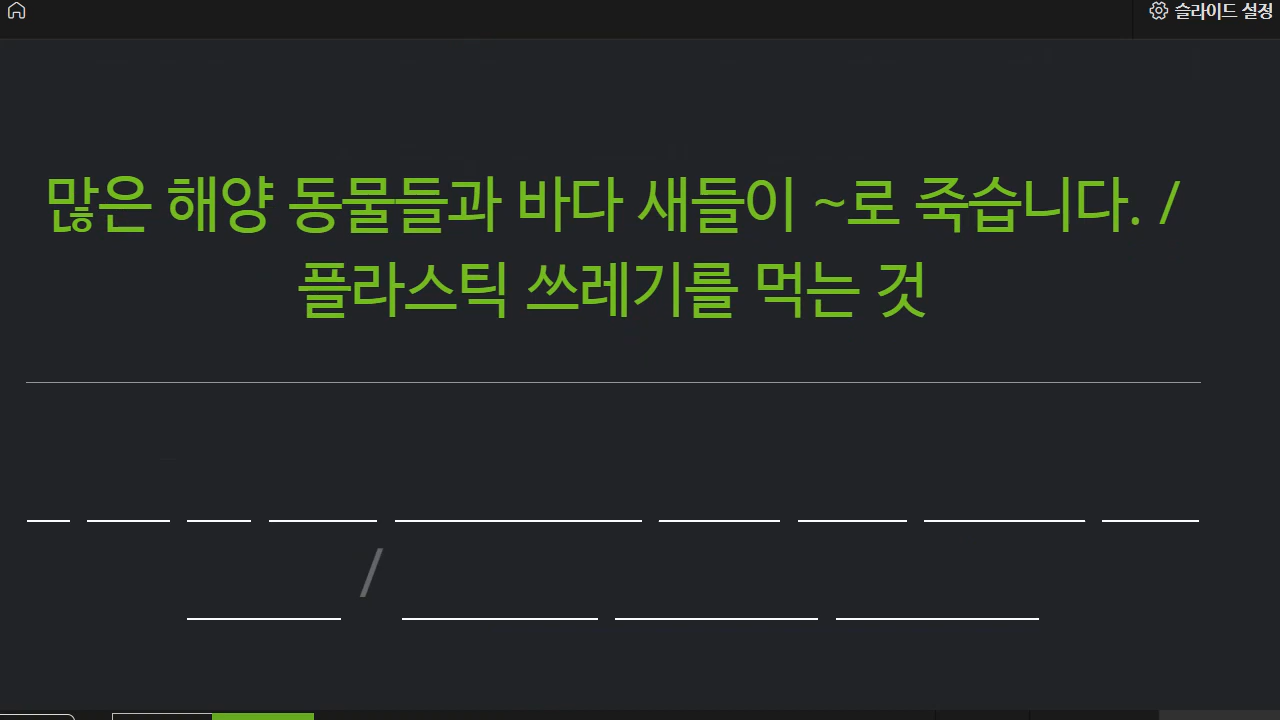 슬라이드 설정
많은 해양 동물들과 바다 새들이 ~로 죽습니다. /
플라스틱 쓰레기를 먹는 것
/